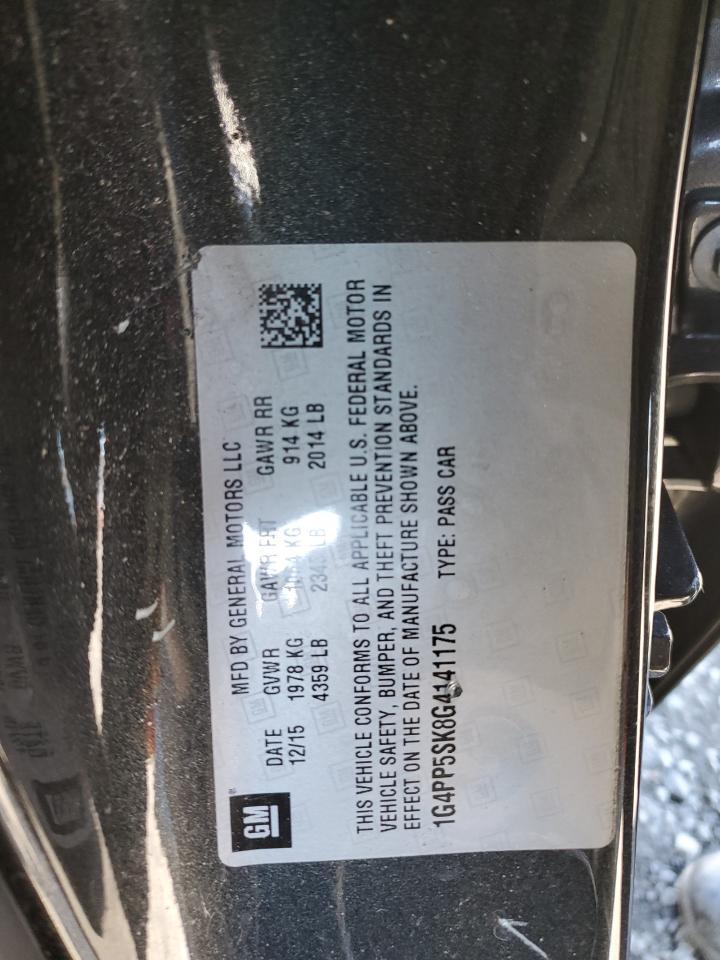 GM
MFD BY GENERAL MOTORS LLC
DATE GVWR GAWR FRT GAWR RR
12/15 1978 KG KG 914 KG
4359 LB LB 2014 LB
THIS VEHICLE CONFORMS TO ALL APPLICABLE U.S. FEDERAL MOTOR
VEHICLE SAFETY, BUMPER, AND THEFT PREVENTION STANDARDS IN
EFFECT ON THE DATE OF MANUFACTURE SHOWN ABOVE.
1G4PP5SK8G4141175 TYPE: PASS CAR